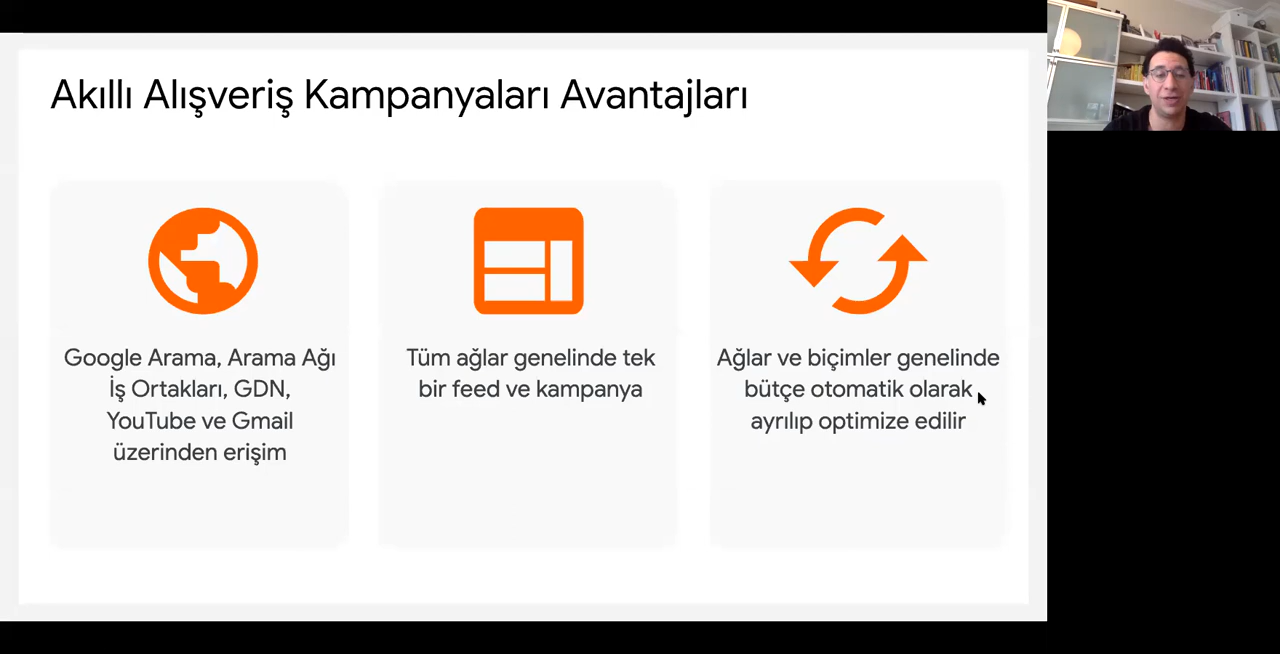 Akıllı Alışveriş Kampanyaları Avantajları
Google Arama, Arama Ağı
İş Ortakları, GDN,
YouTube ve Gmail
üzerinden erişim
Tüm ağlar genelinde tek
bir feed ve kampanya
Ağlar ve biçimler genelinde
bütçe otomatik olarak
ayrılıp optimize edilir